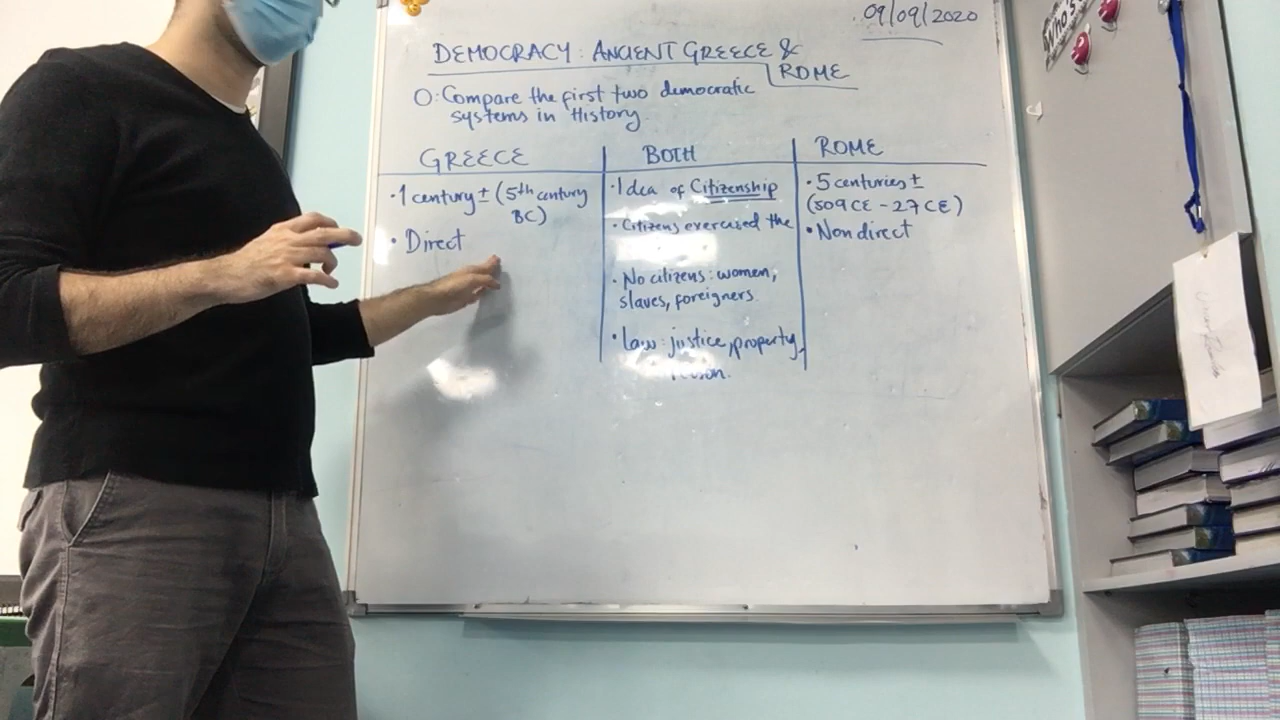 09/09/2020
DEMOCRACY: ANCIENT GREECE &
ROME
O: Compare the first two democratic
systems in History.
GREECE
· 1 century ± (5th century
BC)
· Direct
BOTH
· Idea of Citizenship
· Citizens exercised the
· No citizens: women,
slaves, foreigners.
· Law: justice, property,
ROME
· 5 centuries ±
(509 CE - 27 CE)
· Non direct
Who's